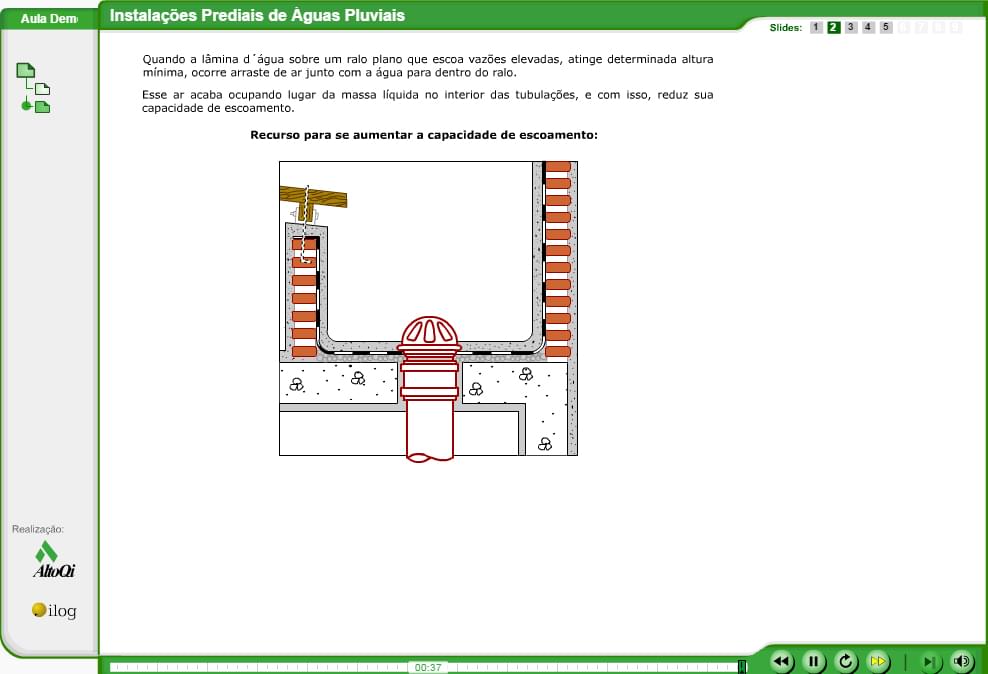 Aula Dem
Instalações Prediais de Águas Pluviais
Slides: 1 2 3 4 5
Quando a lâmina d´água sobre um ralo plano que escoa vazões elevadas, atinge determinada altura
mínima, ocorre arraste de ar junto com a água para dentro do ralo.
Esse ar acaba ocupando lugar da massa líquida no interior das tubulações, e com isso, reduz sua
capacidade de escoamento.
Recurso para se aumentar a capacidade de escoamento:
Realização:
AltoQi
ilog
00:37